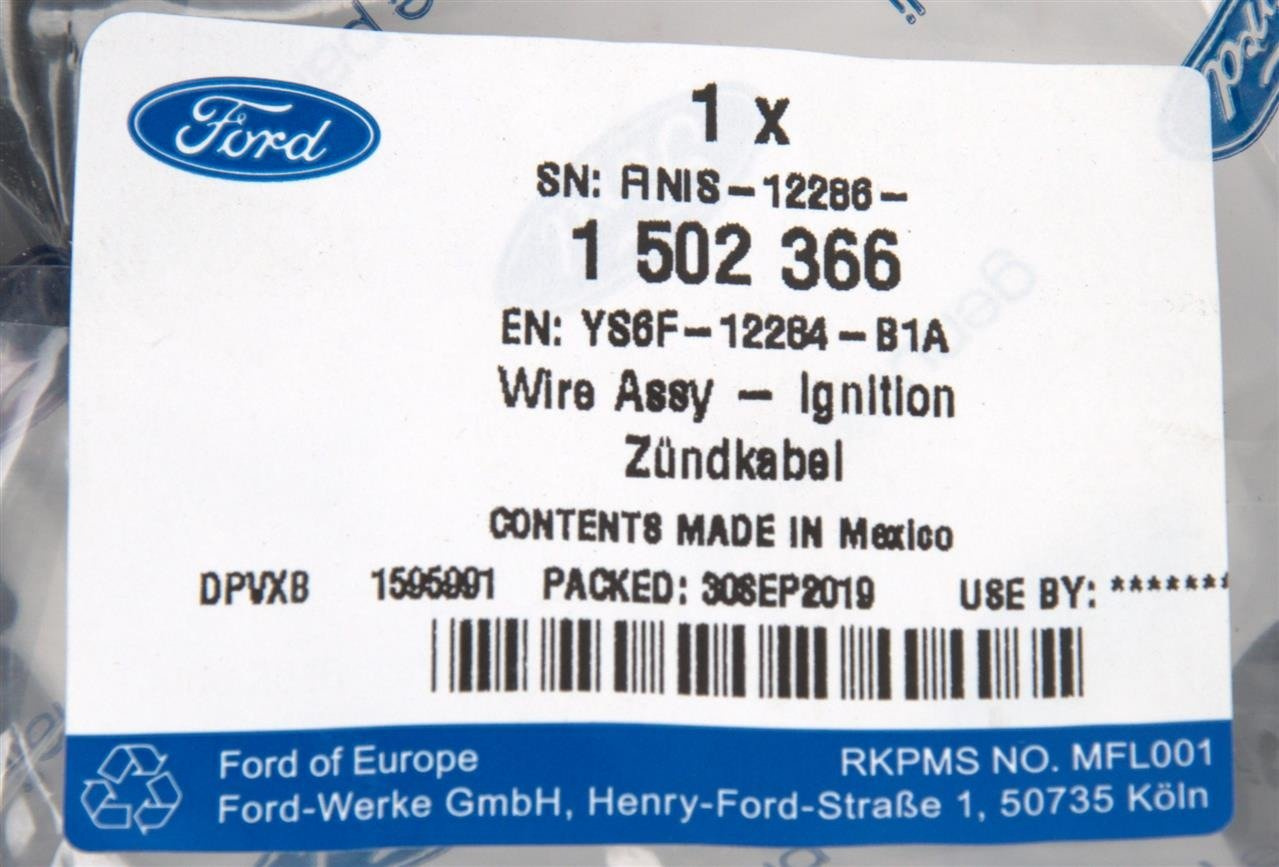 Ford
1 x
SN: FINIS-12286-
1 502 366
EN: YS6F-12284-B1A
Wire Assy - Ignition
Zündkabel
CONTENTS MADE IN Mexico
DPVXB 1595991 PACKED: 30SEP2019 USE BY: *******
Ford of Europe RKPMS NO. MFL001
Ford-Werke GmbH, Henry-Ford-Straße 1, 50735 Köln